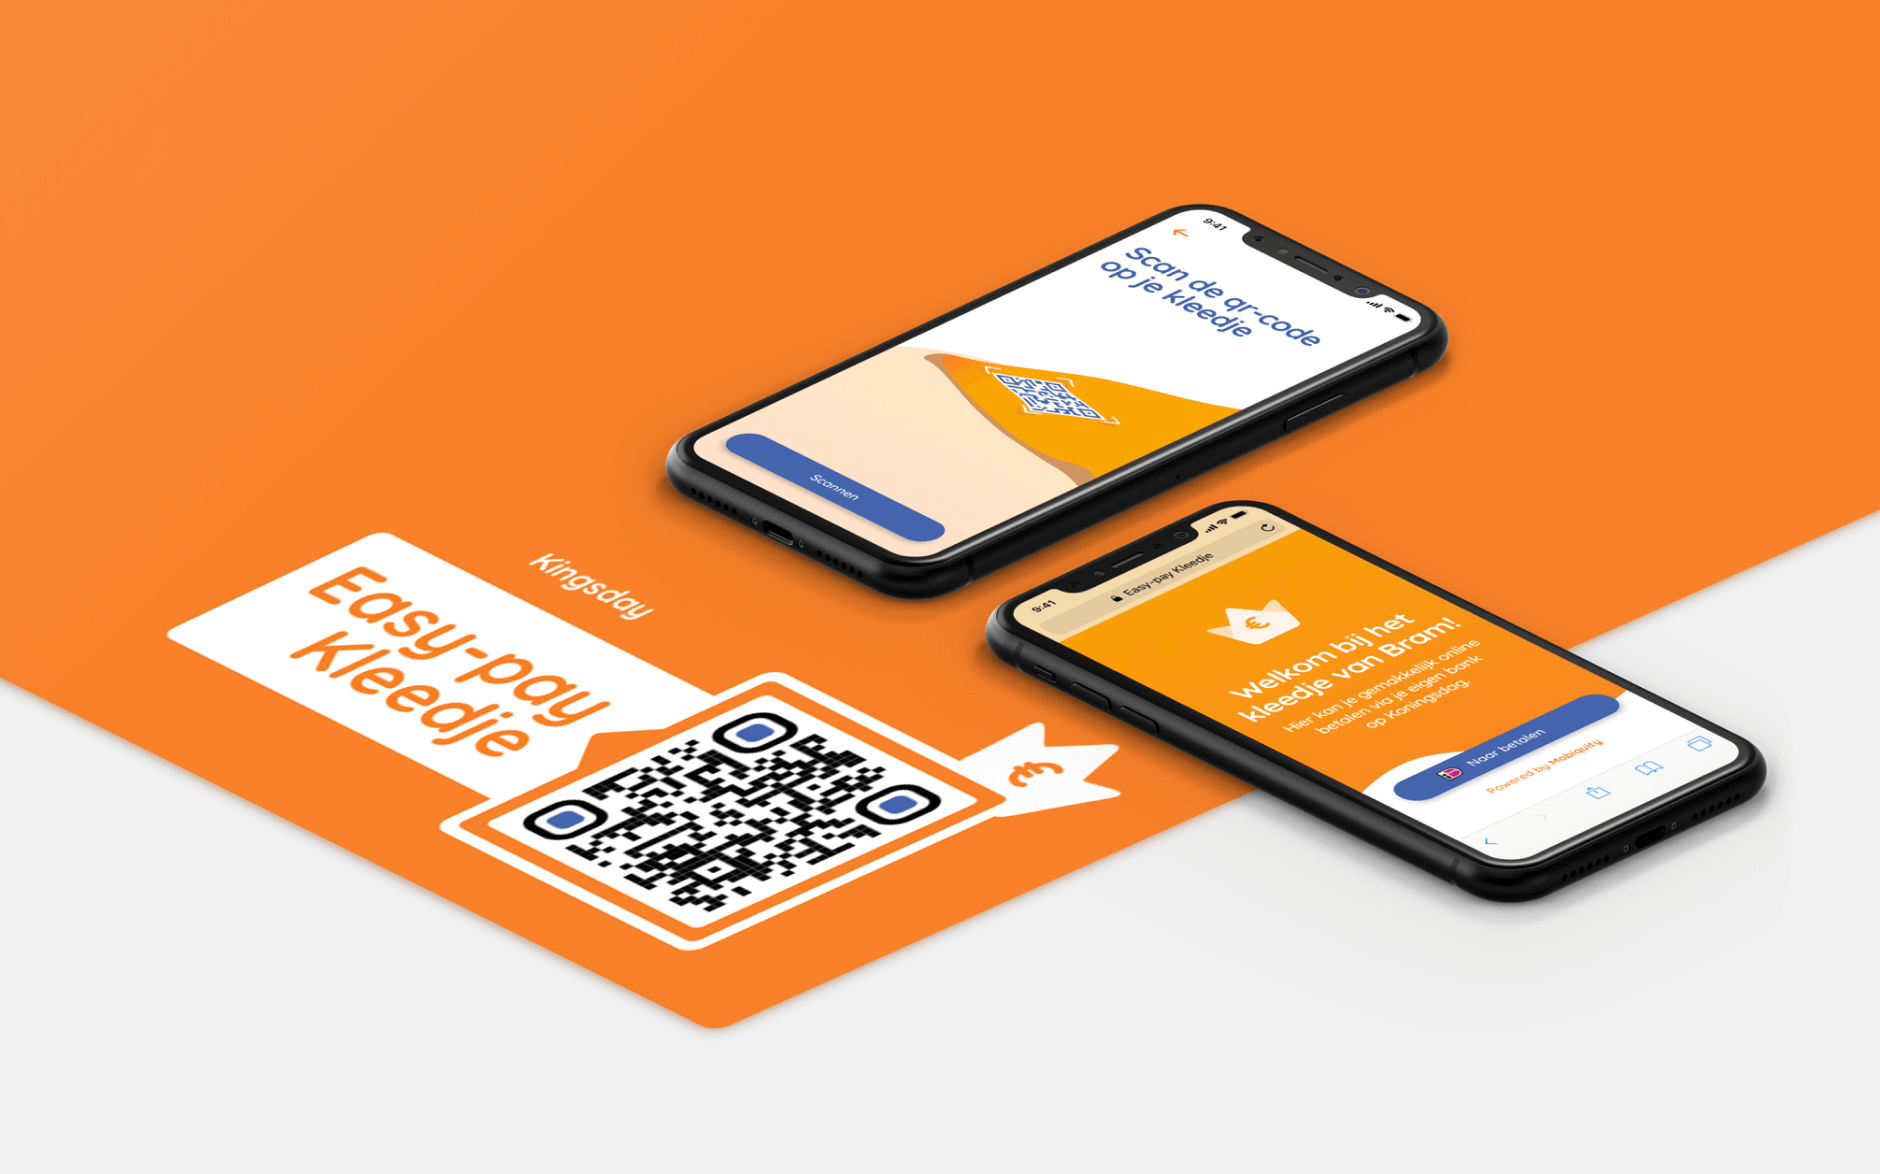 9:41
Scan de qr-code
op je kleedje
Scannen
Kingsday
Easy-pay
Kleedje
9:41
Easy-pay Kleedje
Welkom bij het
kleedje van Bram!
Hier kan je gemakkelijk online
betalen via je eigen bank
op Koningsdag.
Naar betalen
Powered by Mobiquity